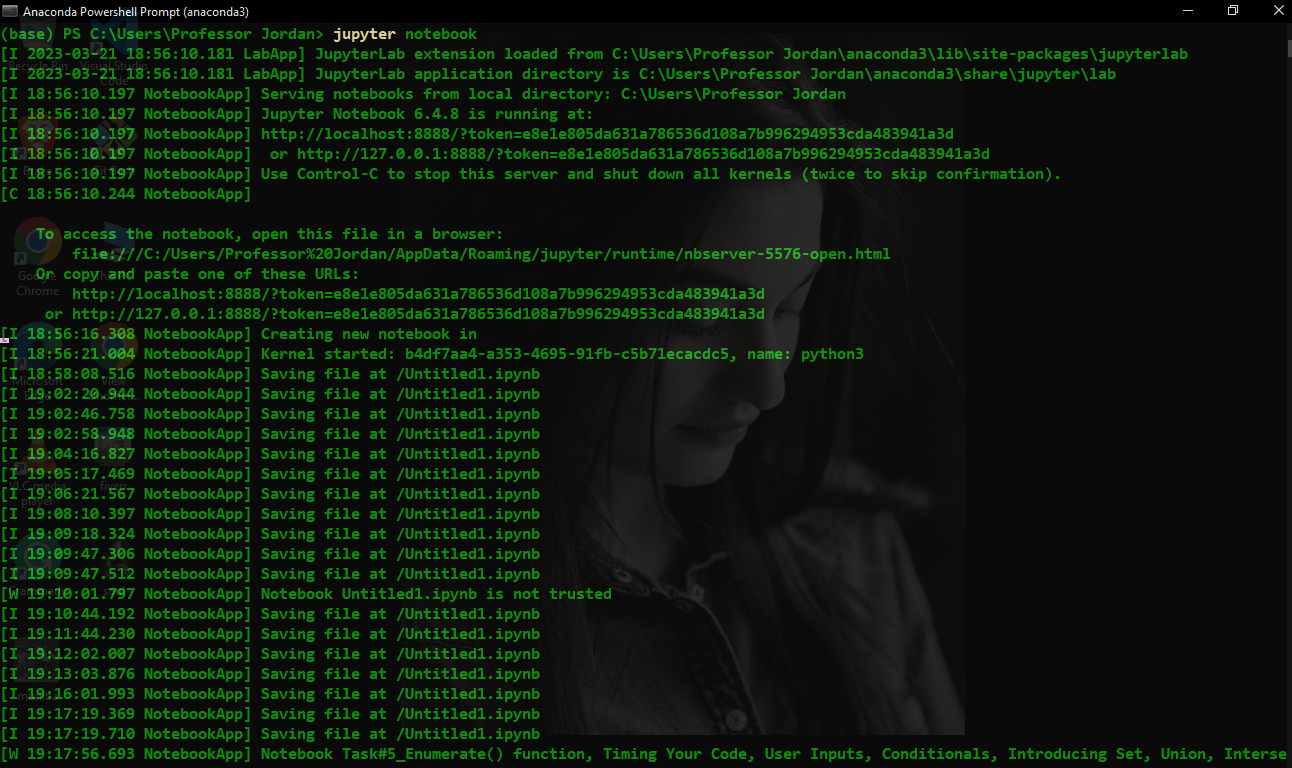 Anaconda Powershell Prompt (anaconda3)
(base) PS C:\Users\Professor Jordan> jupyter notebook
[I 2023-03-21 18:56:10.181 LabApp] JupyterLab extension loaded from C:\Users\Professor Jordan\anaconda3\lib\site-packages\jupyterlab
[I 2023-03-21 18:56:10.181 LabApp] JupyterLab application directory is C:\Users\Professor Jordan\anaconda3\share\jupyter\lab
[I 18:56:10.197 NotebookApp] Serving notebooks from local directory: C:\Users\Professor Jordan
[I 18:56:10.197 NotebookApp] Jupyter Notebook 6.4.8 is running at:
[I 18:56:10.197 NotebookApp] http://localhost:8888/?token=e8e1e805da631a786536d108a7b996294953cda483941a3d
[I 18:56:10.197 NotebookApp]  or http://127.0.0.1:8888/?token=e8e1e805da631a786536d108a7b996294953cda483941a3d
[I 18:56:10.197 NotebookApp] Use Control-C to stop this server and shut down all kernels (twice to skip confirmation).
[C 18:56:10.244 NotebookApp]
To access the notebook, open this file in a browser:
file:///C:/Users/Professor%20Jordan/AppData/Roaming/jupyter/runtime/nbserver-5576-open.html
Or copy and paste one of these URLs:
http://localhost:8888/?token=e8e1e805da631a786536d108a7b996294953cda483941a3d
or http://127.0.0.1:8888/?token=e8e1e805da631a786536d108a7b996294953cda483941a3d
[I 18:56:16.308 NotebookApp] Creating new notebook in
[I 18:56:21.004 NotebookApp] Kernel started: b4df7aa4-a353-4695-91fb-c5b71ecacdc5, name: python3
[I 18:58:08.516 NotebookApp] Saving file at /Untitled1.ipynb
[I 19:02:20.944 NotebookApp] Saving file at /Untitled1.ipynb
[I 19:02:46.758 NotebookApp] Saving file at /Untitled1.ipynb
[I 19:02:58.948 NotebookApp] Saving file at /Untitled1.ipynb
[I 19:04:16.827 NotebookApp] Saving file at /Untitled1.ipynb
[I 19:05:17.469 NotebookApp] Saving file at /Untitled1.ipynb
[I 19:06:21.567 NotebookApp] Saving file at /Untitled1.ipynb
[I 19:08:10.397 NotebookApp] Saving file at /Untitled1.ipynb
[I 19:09:18.324 NotebookApp] Saving file at /Untitled1.ipynb
[I 19:09:47.306 NotebookApp] Saving file at /Untitled1.ipynb
[I 19:09:47.512 NotebookApp] Saving file at /Untitled1.ipynb
[W 19:10:01.797 NotebookApp] Notebook Untitled1.ipynb is not trusted
[I 19:10:44.192 NotebookApp] Saving file at /Untitled1.ipynb
[I 19:11:44.230 NotebookApp] Saving file at /Untitled1.ipynb
[I 19:12:02.007 NotebookApp] Saving file at /Untitled1.ipynb
[I 19:13:03.876 NotebookApp] Saving file at /Untitled1.ipynb
[I 19:16:01.993 NotebookApp] Saving file at /Untitled1.ipynb
[I 19:17:19.369 NotebookApp] Saving file at /Untitled1.ipynb
[I 19:17:19.710 NotebookApp] Saving file at /Untitled1.ipynb
[W 19:17:56.693 NotebookApp] Notebook Task#5_Enumerate() function, Timing Your Code, User Inputs, Conditionals, Introducing Set, Union, Interse
Recycle Bin
Visual Studio Code
Google Chrome
Microsoft
View
VLC media player
fiverr